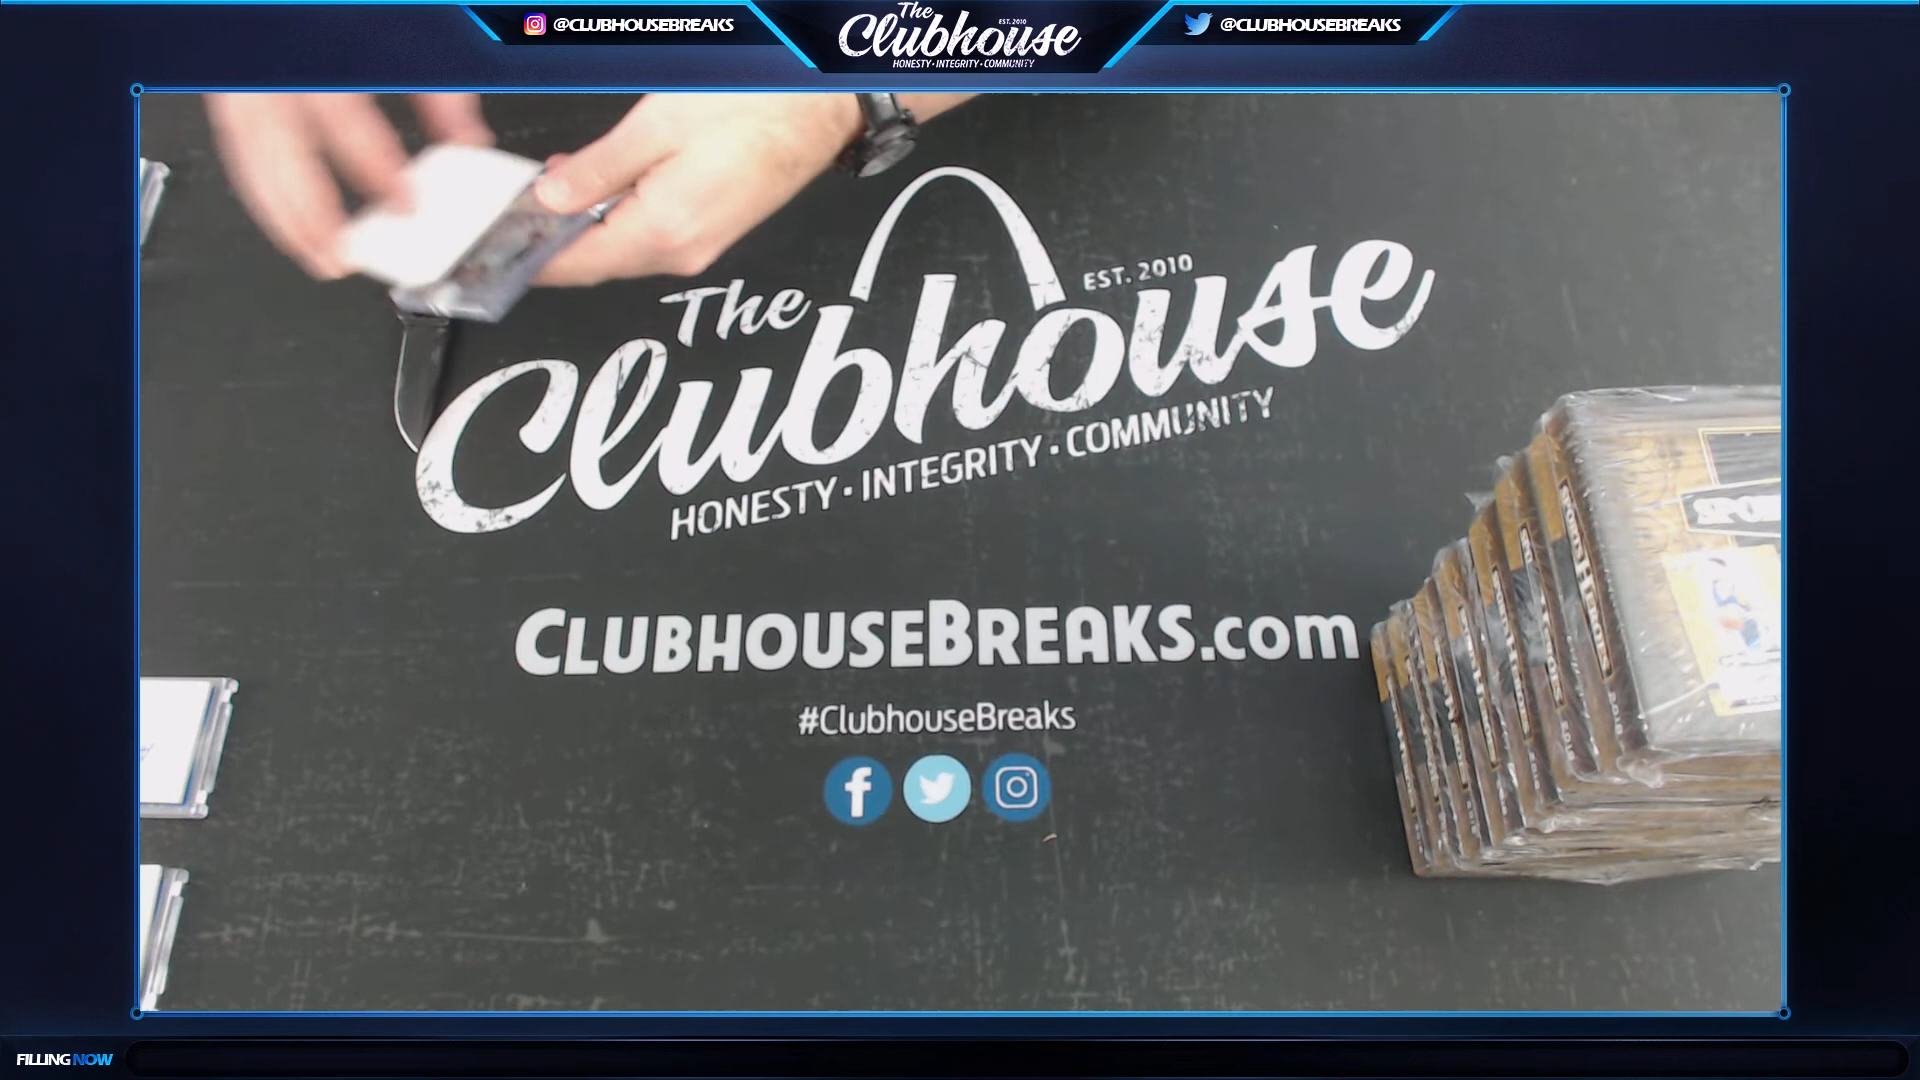 @CLUBHOUSEBREAKS
The
EST. 2010
Clubhouse
HONESTY • INTEGRITY • COMMUNITY
@CLUBHOUSEBREAKS
The
EST. 2010
Clubhouse
HONESTY • INTEGRITY • COMMUNITY
CLUBHOUSEBREAKS.com
#ClubhouseBreaks
FILLING NOW